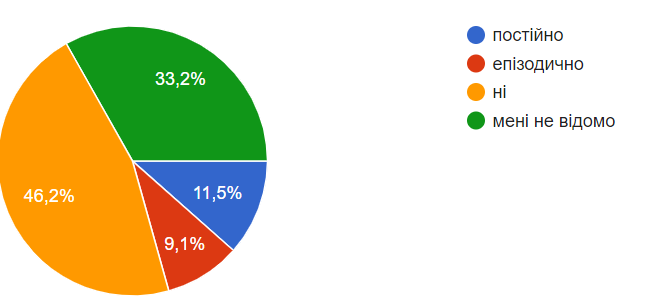 постійно
епізодично
ні
мені не відомо
33,2%
11,5%
46,2%
9,1%